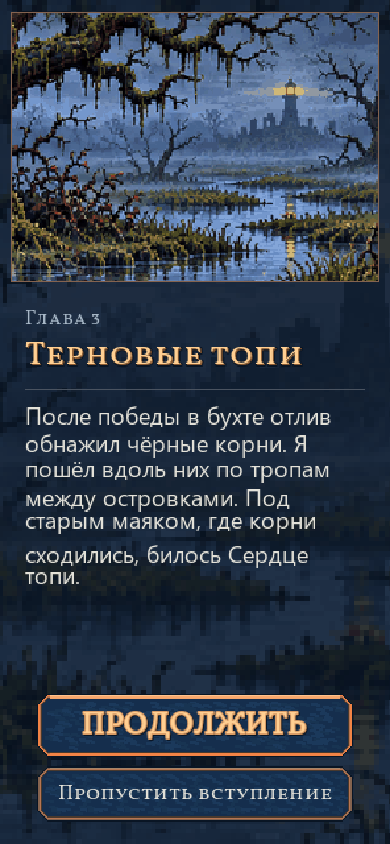 Глава 3
Терновые топи
После победы в бухте отлив
обнажил чёрные корни. Я
пошёл вдоль них по тропам
между островками. Под
старым маяком, где корни
сходились, билось Сердце
топи.
ПРОДОЛЖИТЬ
Пропустить вступление